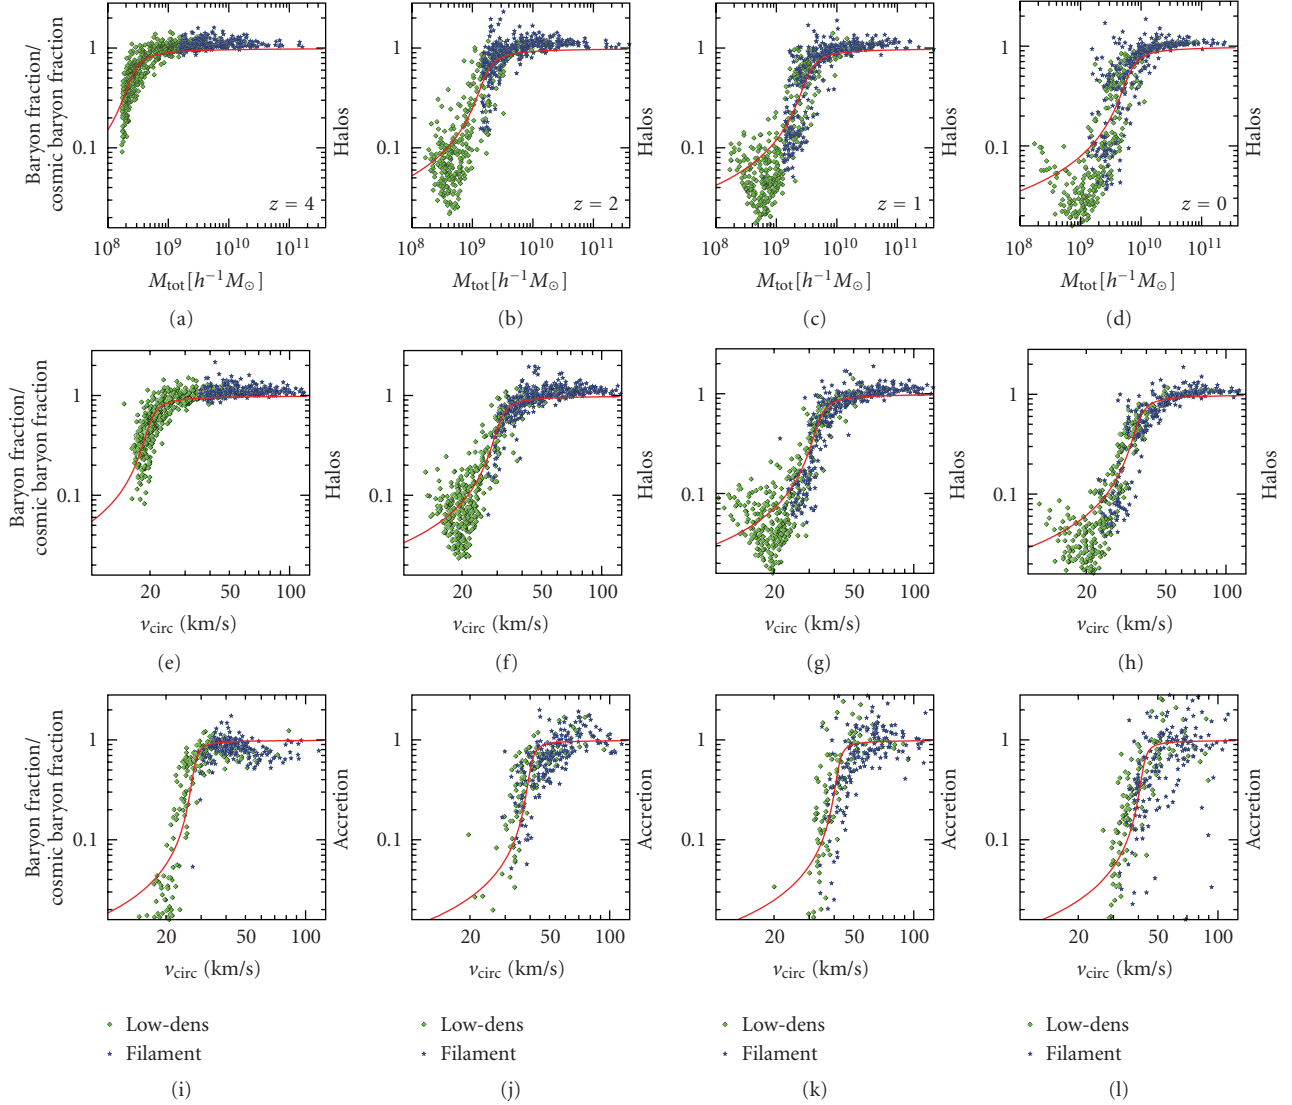 Baryon fraction/
cosmic baryon fraction
1
0.1
z = 4
10^8 10^9 10^10 10^11
M_tot [h^−1 M_⊙]
(a)
Halos
1
0.1
z = 2
10^8 10^9 10^10 10^11
M_tot [h^−1 M_⊙]
(b)
Halos
1
0.1
z = 1
10^8 10^9 10^10 10^11
M_tot [h^−1 M_⊙]
(c)
Halos
1
0.1
z = 0
10^8 10^9 10^10 10^11
M_tot [h^−1 M_⊙]
(d)
Halos
Baryon fraction/
cosmic baryon fraction
1
0.1
20 50 100
ν_circ (km/s)
(e)
Halos
1
0.1
20 50 100
ν_circ (km/s)
(f)
Halos
1
0.1
20 50 100
ν_circ (km/s)
(g)
Halos
1
0.1
20 50 100
ν_circ (km/s)
(h)
Halos
Baryon fraction/
cosmic baryon fraction
1
0.1
20 50 100
ν_circ (km/s)
Low-dens
Filament
(i)
Accretion
1
0.1
20 50 100
ν_circ (km/s)
Low-dens
Filament
(j)
Accretion
1
0.1
20 50 100
ν_circ (km/s)
Low-dens
Filament
(k)
Accretion
1
0.1
20 50 100
ν_circ (km/s)
Low-dens
Filament
(l)
Accretion